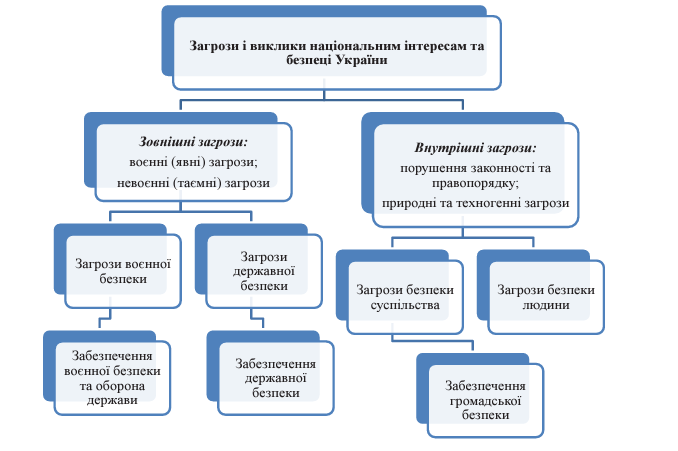 Загрози і виклики національним інтересам та
безпеці України
Зовнішні загрози:
воєнні (явні) загрози;
невоєнні (таємні) загрози
Внутрішні загрози:
порушення законності та
правопорядку;
природні та техногенні загрози
Загрози воєнної
безпеки
Загрози
державної
безпеки
Загрози безпеки
суспільства
Загрози безпеки
людини
Забезпечення
воєнної безпеки
та оборона
держави
Забезпечення
державної
безпеки
Забезпечення
громадської
безпеки